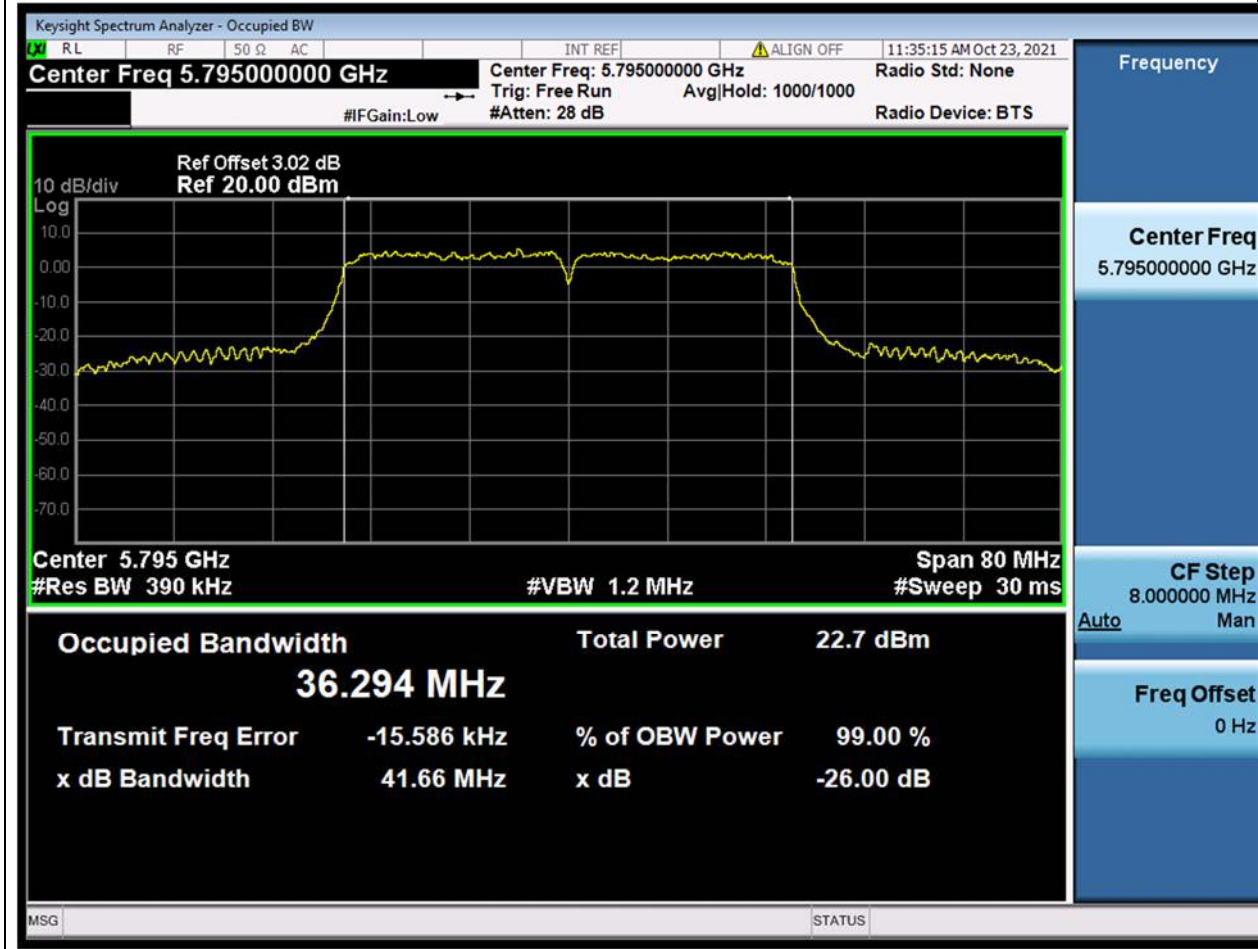 Keysight Spectrum Analyzer - Occupied BW
LXI RL RF 50 Ω AC INT REF ALIGN OFF 11:35:15 AM Oct 23, 2021
Center Freq 5.795000000 GHz
Center Freq: 5.795000000 GHz
Radio Std: None
Trig: Free Run Avg|Hold: 1000/1000
#IFGain:Low
#Atten: 28 dB
Radio Device: BTS
Ref Offset 3.02 dB
10 dB/div Ref 20.00 dBm
Log
10.0
0.00
-10.0
-20.0
-30.0
-40.0
-50.0
-60.0
-70.0
Center 5.795 GHz Span 80 MHz
#Res BW 390 kHz #VBW 1.2 MHz #Sweep 30 ms
Occupied Bandwidth Total Power 22.7 dBm
36.294 MHz
Transmit Freq Error -15.586 kHz % of OBW Power 99.00 %
x dB Bandwidth 41.66 MHz x dB -26.00 dB
MSG STATUS
Frequency
Center Freq
5.795000000 GHz
CF Step
8.000000 MHz
Auto Man
Freq Offset
0 Hz